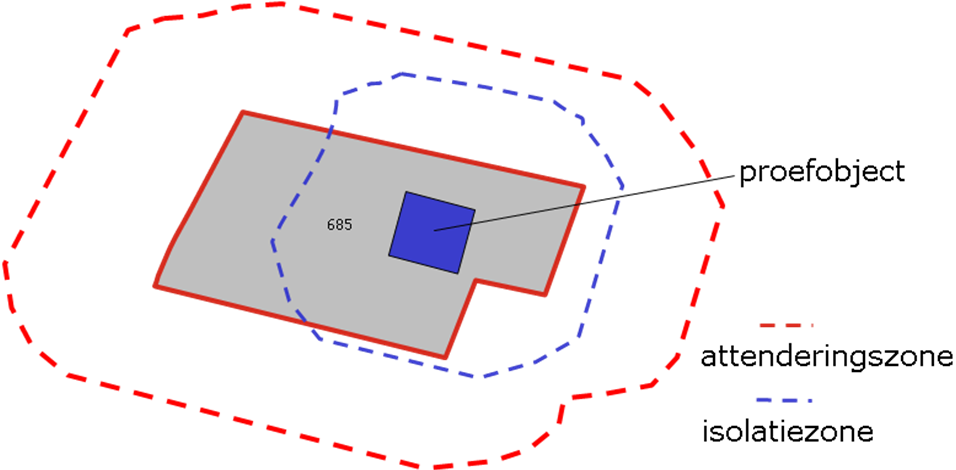 proefobject
685
attenderingszone
isolatiezone